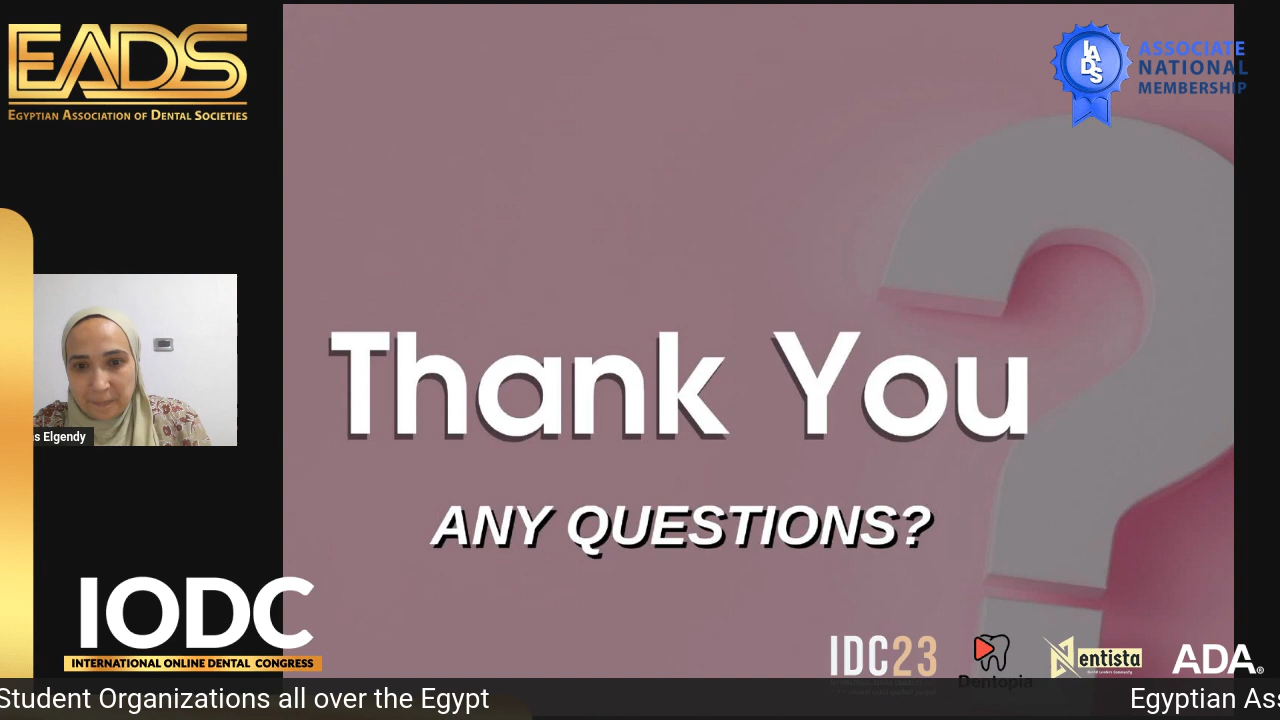 EADS
EGYPTIAN ASSOCIATION OF DENTAL SOCIETIES
IADS
ASSOCIATE
NATIONAL
MEMBERSHIP
Thank You
ANY QUESTIONS?
Elgendy
IODC
INTERNATIONAL ONLINE DENTAL CONGRESS
IDC23
Dentopia
Dentista
ADA®
Student Organizations all over the Egypt
Egyptian Ass